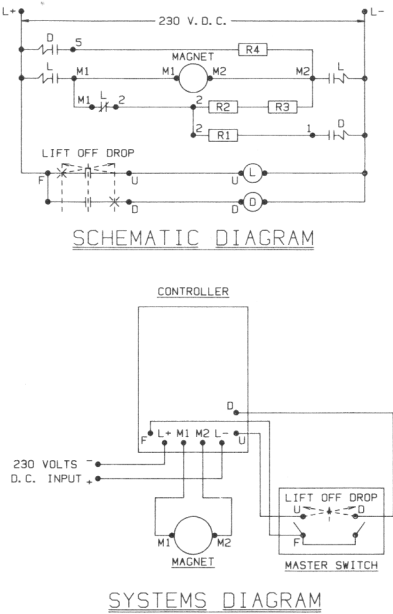 L+ L-
230 V.D.C.
D 5 R4
MAGNET
L M1 M1 M2 M2 L
M1 L 2 2 R2 R3
2 R1 1 D
LIFT OFF DROP
F U U L
D D D
SCHEMATIC DIAGRAM
CONTROLLER
D
F L+ M1 M2 L- U
230 VOLTS -
D.C. INPUT +
LIFT OFF DROP
U D
M1 M2 F
MAGNET MASTER SWITCH
SYSTEMS DIAGRAM